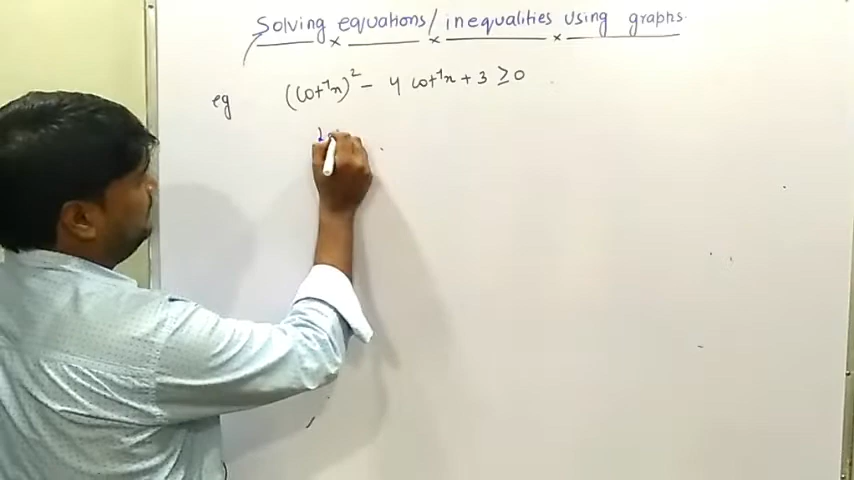 Solving equations/inequalities using graphs.
eg (cot⁻¹x)² - 4 cot⁻¹x + 3 ≥ 0